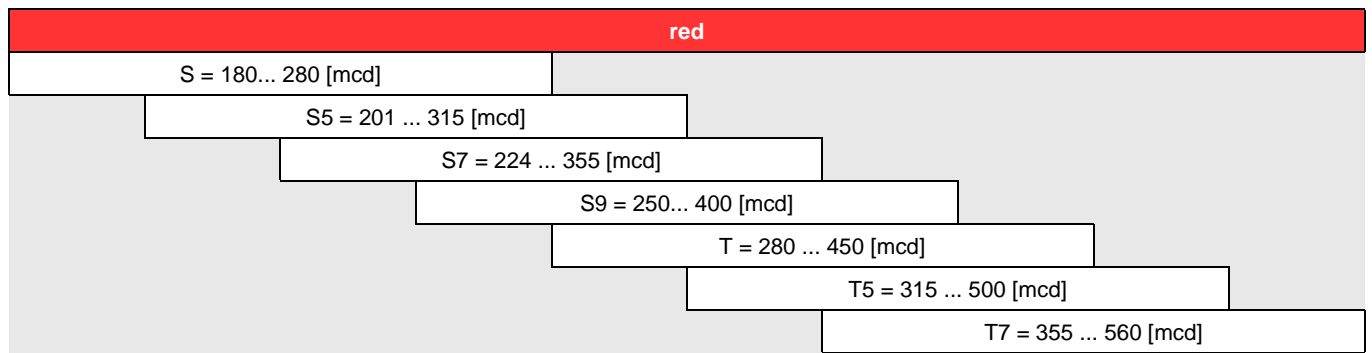 red
S = 180... 280 [mcd]
S5 = 201 ... 315 [mcd]
S7 = 224 ... 355 [mcd]
S9 = 250... 400 [mcd]
T = 280 ... 450 [mcd]
T5 = 315 ... 500 [mcd]
T7 = 355 ... 560 [mcd]